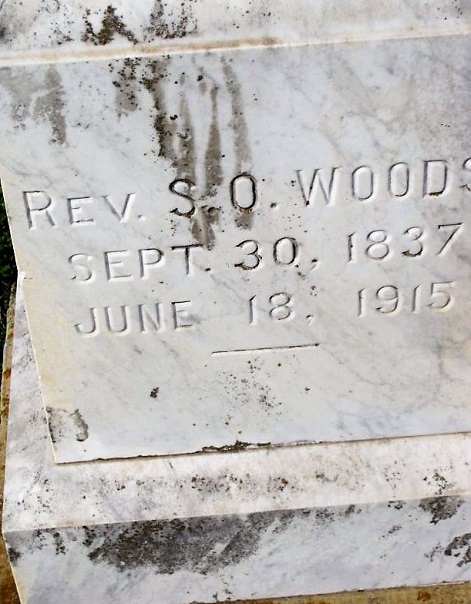 REV. S.O. WOODS
SEPT. 30, 1837
JUNE 18, 1915